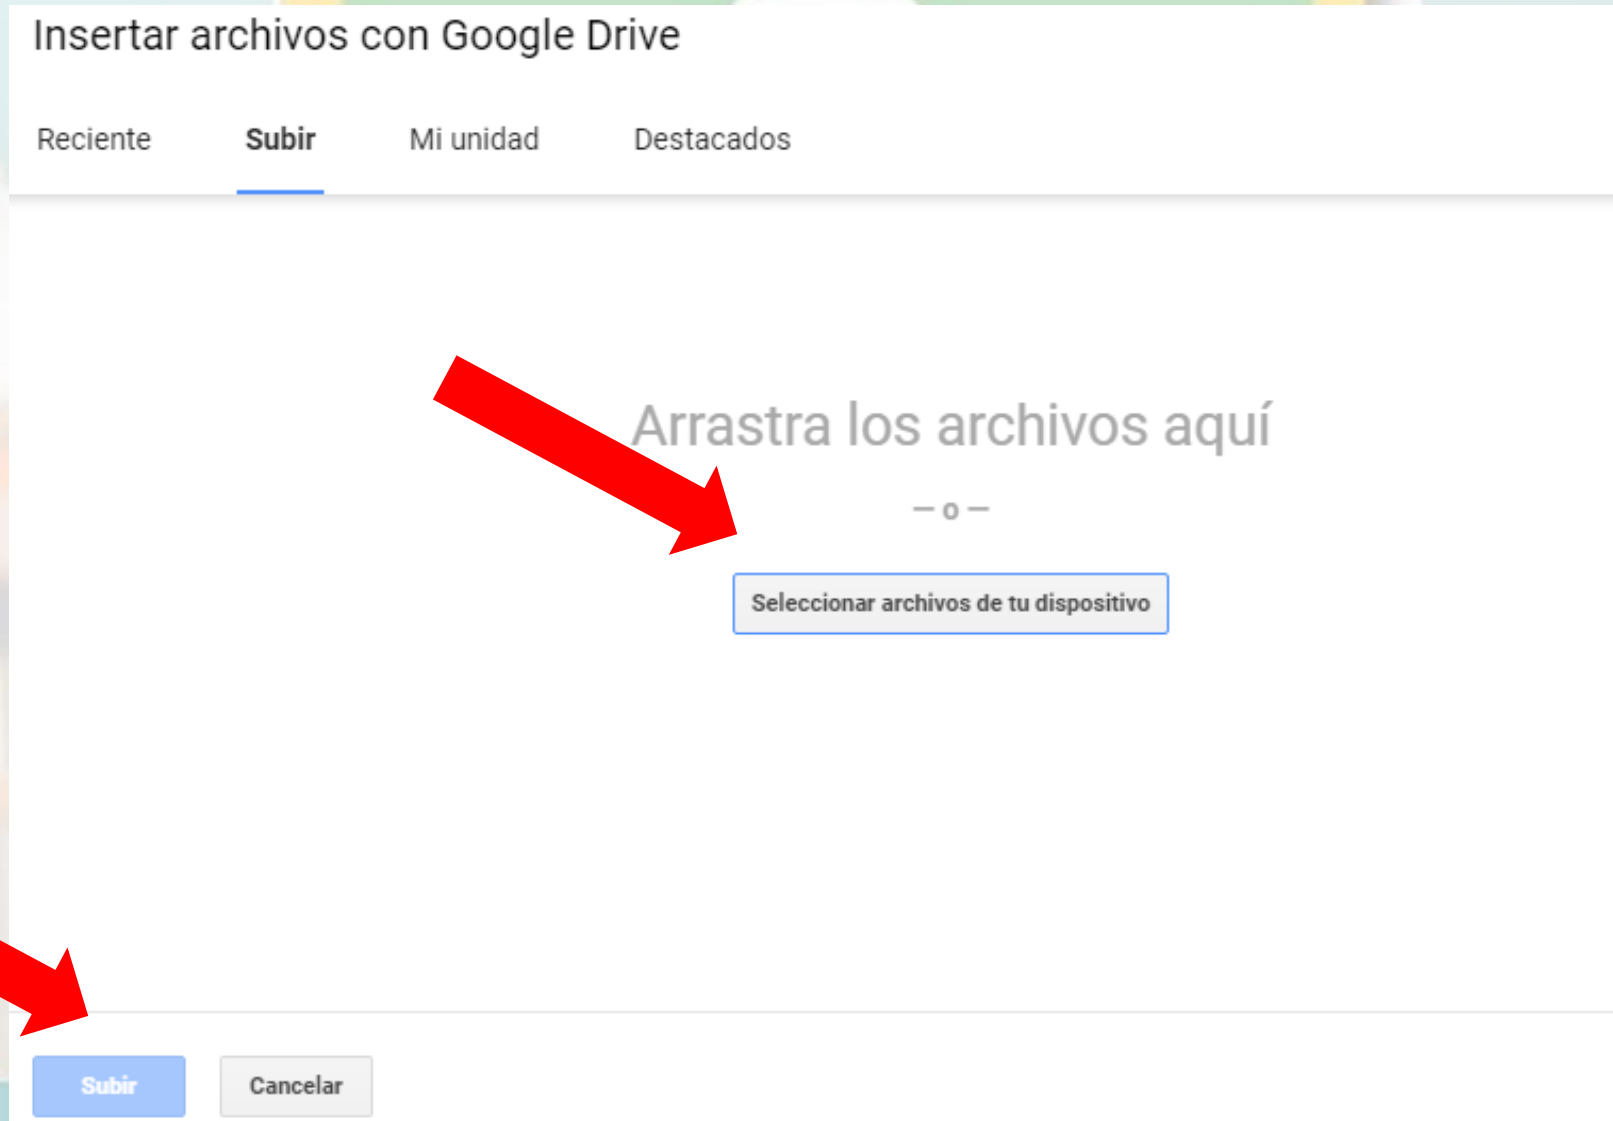 Insertar archivos con Google Drive
Reciente Subir Mi unidad Destacados
Arrastra los archivos aquí
— o —
Seleccionar archivos de tu dispositivo
Subir Cancelar